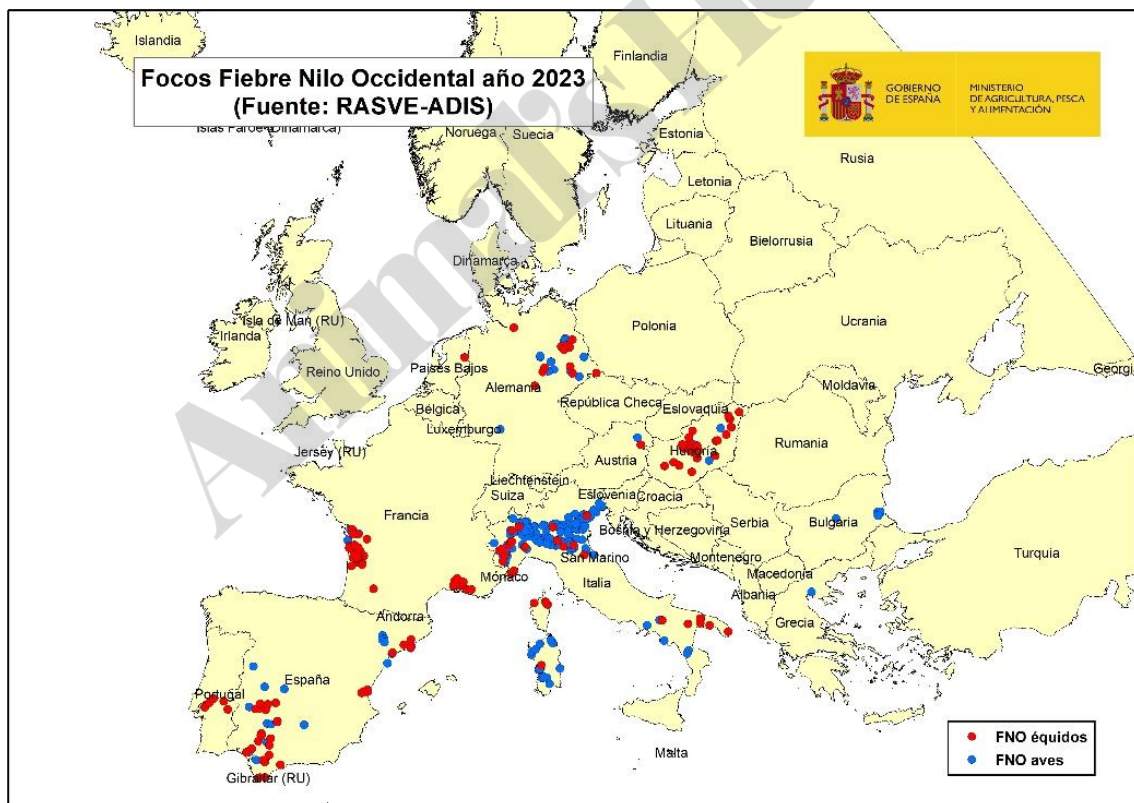 Islandia
Finlandia
Focos Fiebre Nilo Occidental año 2023
(Fuente: RASVE-ADIS)
GOBIERNO
DE ESPAÑA
MINISTERIO
DE AGRICULTURA, PESCA
Y ALIMENTACIÓN
Noruega
Suecia
Estonia
Rusia
Letonia
Lituania
Bielorrusia
Dinamarca
Isla de Man (RU)
Irlanda
Polonia
Ucrania
Reino Unido
Países Bajos
Alemania
Georgi
Moldavia
Bélgica
República Checa
Eslovaquia
Luxemburgo
Jersey (RU)
Hungría
Rumania
Austria
Liechtenstein
Suiza
Eslovenia
Croacia
Francia
Bosnia y Herzegovina
Serbia
Bulgaria
San Marino
Montenegro
Turquia
Mónaco
Italia
Macedonia
Albania
Andorra
Grecia
España
Portugal
Malta
Gibraltar (RU)
FNO équidos
FNO aves